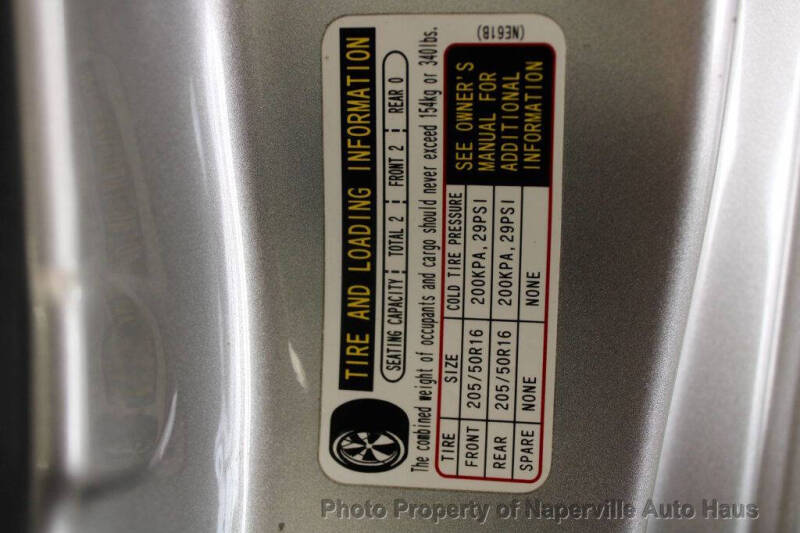 (NE61B)
TIRE AND LOADING INFORMATION
SEATING CAPACITY: TOTAL 2 FRONT 2 REAR 0
The combined weight of occupants and cargo should never exceed 154kg or 340lbs.
TIRE SIZE COLD TIRE PRESSURE
FRONT 205/50R16 200KPA, 29PSI
REAR 205/50R16 200KPA, 29PSI
SPARE NONE NONE
SEE OWNER'S
MANUAL FOR
ADDITIONAL
INFORMATION
Photo Property of Naperville Auto Haus